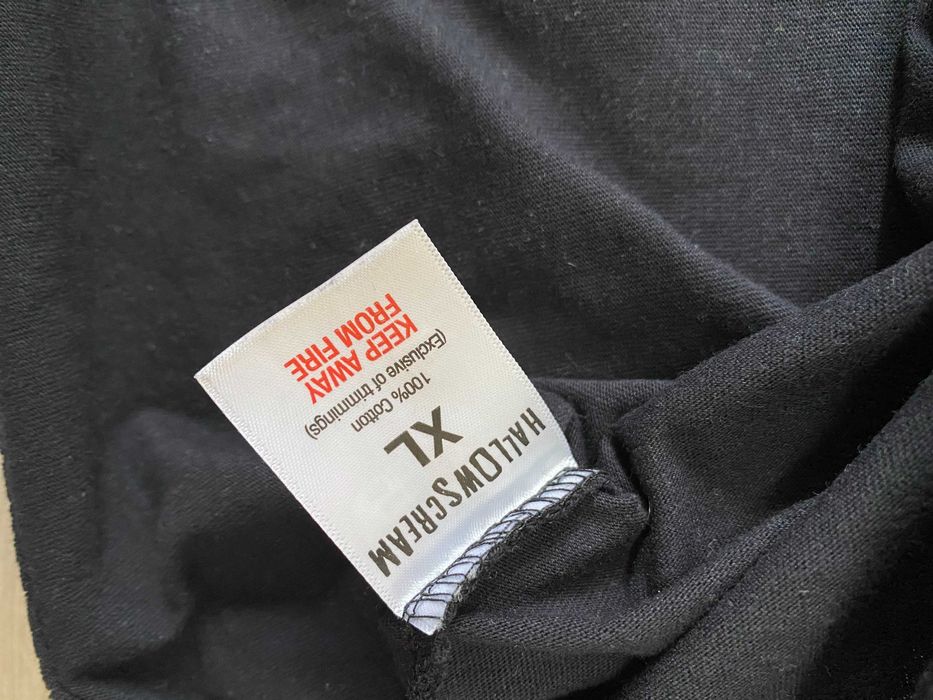 HALLOWSCREAM
XL
100% Cotton
(Exclusive of trimmings)
KEEP AWAY
FROM FIRE